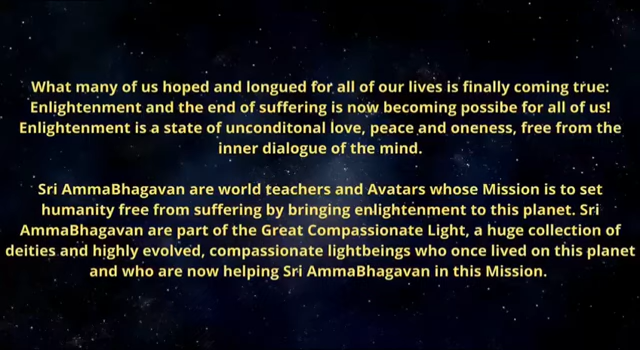 What many of us hoped and longued for all of our lives is finally coming true:
Enlightenment and the end of suffering is now becoming possibe for all of us!
Enlightenment is a state of unconditonal love, peace and oneness, free from the
inner dialogue of the mind.
Sri AmmaBhagavan are world teachers and Avatars whose Mission is to set
humanity free from suffering by bringing enlightenment to this planet. Sri
AmmaBhagavan are part of the Great Compassionate Light, a huge collection of
deities and highly evolved, compassionate lightbeings who once lived on this planet
and who are now helping Sri AmmaBhagavan in this Mission.